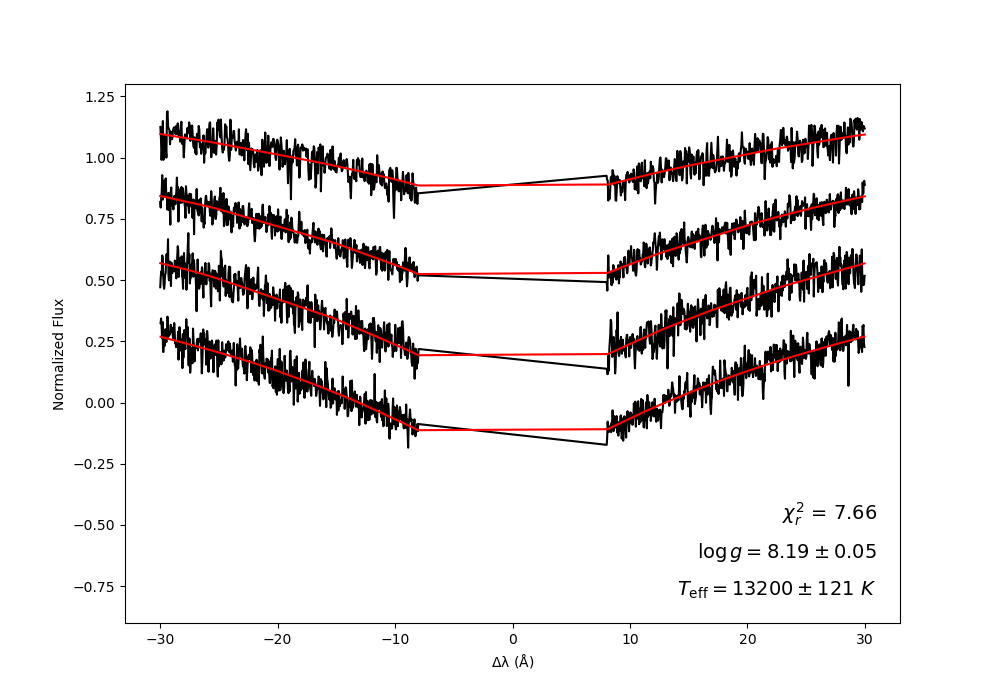 1.25
1.00
0.75
0.50
0.25
0.00
−0.25
−0.50
−0.75
Normalized Flux
χ²ᵣ = 7.66
log g = 8.19 ± 0.05
T_eff = 13200 ± 121 K
−30 −20 −10 0 10 20 30
Δλ (Å)